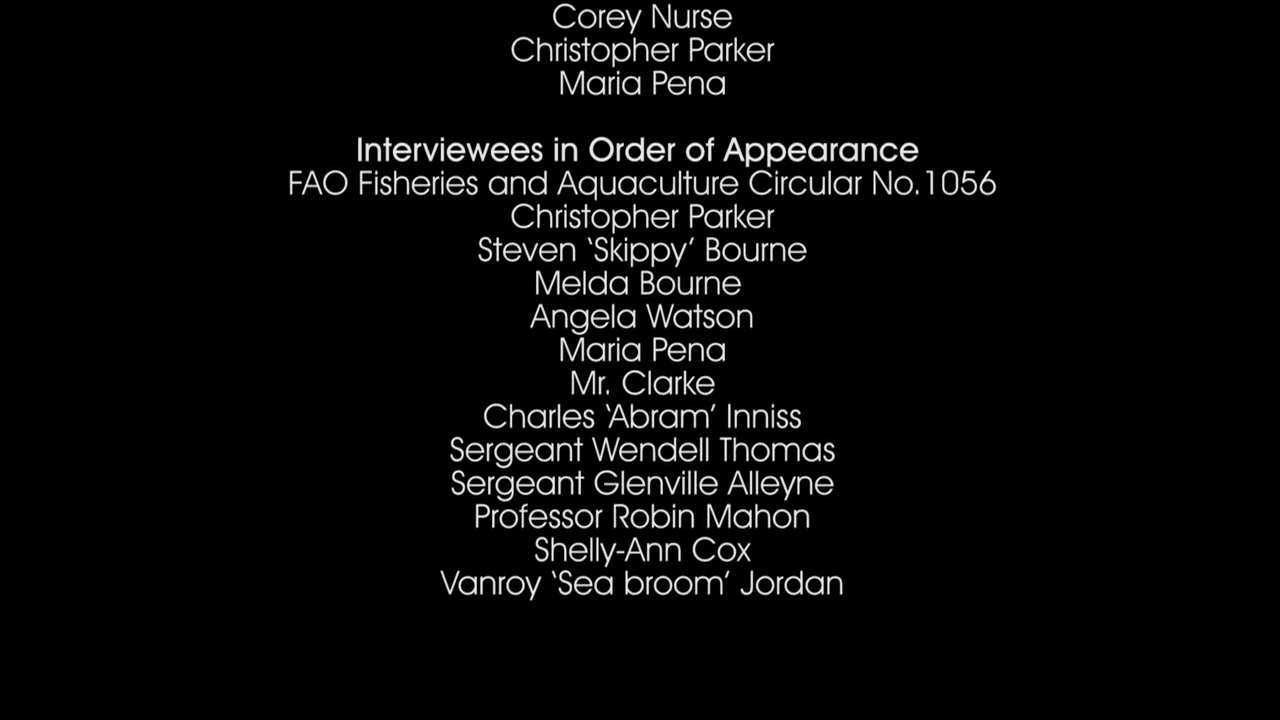 Corey Nurse
Christopher Parker
Maria Pena
Interviewees in Order of Appearance
FAO Fisheries and Aquaculture Circular No.1056
Christopher Parker
Steven ‘Skippy’ Bourne
Melda Bourne
Angela Watson
Maria Pena
Mr. Clarke
Charles ‘Abram’ Inniss
Sergeant Wendell Thomas
Sergeant Glenville Alleyne
Professor Robin Mahon
Shelly-Ann Cox
Vanroy ‘Sea broom’ Jordan